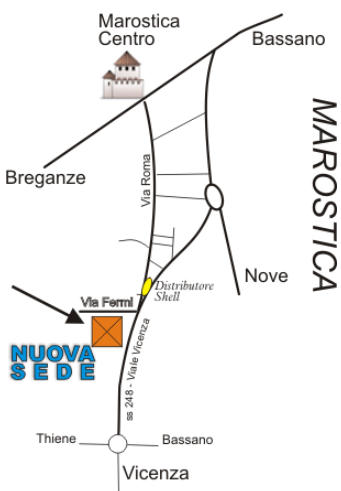 Marostica
Centro
Bassano
MAROSTICA
Breganze
Via Roma
Nove
Distributore
Shell
Via Fermi
NUOVA
SEDE
ss 248 - Viale Vicenza
Thiene
Bassano
Vicenza